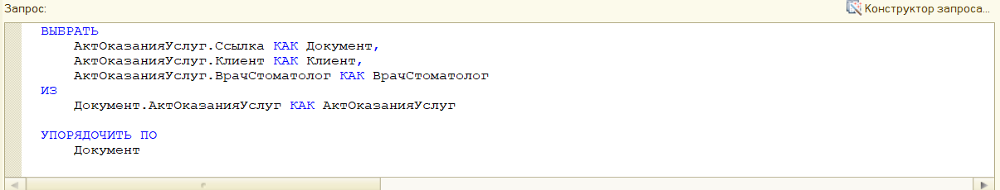 Запрос:
Конструктор запроса...
ВЫБРАТЬ
АктОказанияУслуг.Ссылка КАК Документ,
АктОказанияУслуг.Клиент КАК Клиент,
АктОказанияУслуг.ВрачСтоматолог КАК ВрачСтоматолог
ИЗ
Документ.АктОказанияУслуг КАК АктОказанияУслуг
УПОРЯДОЧИТЬ ПО
Документ